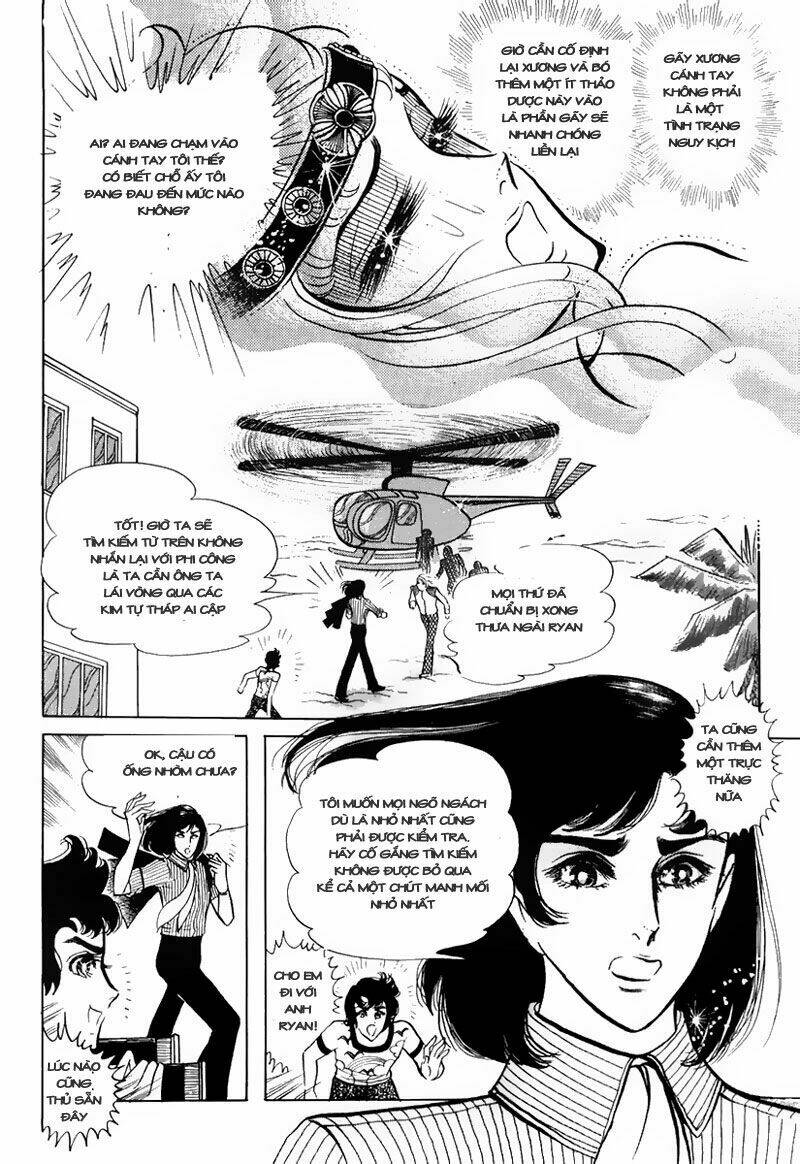 GÃY XƯƠNG
CÁNH TAY
KHÔNG PHẢI
LÀ MỘT
TÌNH TRẠNG
NGUY KỊCH
GIỜ CẦN CỐ ĐỊNH
LẠI XƯƠNG VÀ BÓ
THÊM MỘT ÍT THẢO
DƯỢC NÀY VÀO
LÀ PHẦN GÃY SẼ
NHANH CHÓNG
LIỀN LẠI
AI? AI ĐANG CHẠM VÀO
CÁNH TAY TÔI THẾ?
CÓ BIẾT CHỖ ẤY TÔI
ĐANG ĐAU ĐẾN MỨC NÀO
KHÔNG?
TỐT! GIỜ TA SẼ
TÌM KIẾM TỪ TRÊN KHÔNG
NHẮN LẠI VỚI PHI CÔNG
LÀ TA CẦN ÔNG TA
LÁI VÒNG QUA CÁC
KIM TỰ THÁP AI CẬP
MỌI THỨ ĐÃ
CHUẨN BỊ XONG
THƯA NGÀI RYAN
OK, CẬU CÓ
ỐNG NHÒM CHƯA?
LÚC NÀO
CŨNG
THỦ SẴN
ĐÂY
TA CŨNG
CẦN THÊM
MỘT TRỰC
THĂNG
NỮA
TÔI MUỐN MỌI NGÕ NGÁCH
DÙ LÀ NHỎ NHẤT CŨNG
PHẢI ĐƯỢC KIỂM TRA.
HÃY CỐ GẮNG TÌM KIẾM
KHÔNG ĐƯỢC BỎ QUA
KỂ CẢ MỘT CHÚT MANH MỐI
NHỎ NHẤT
CHO EM
ĐI VỚI
ANH
RYAN!